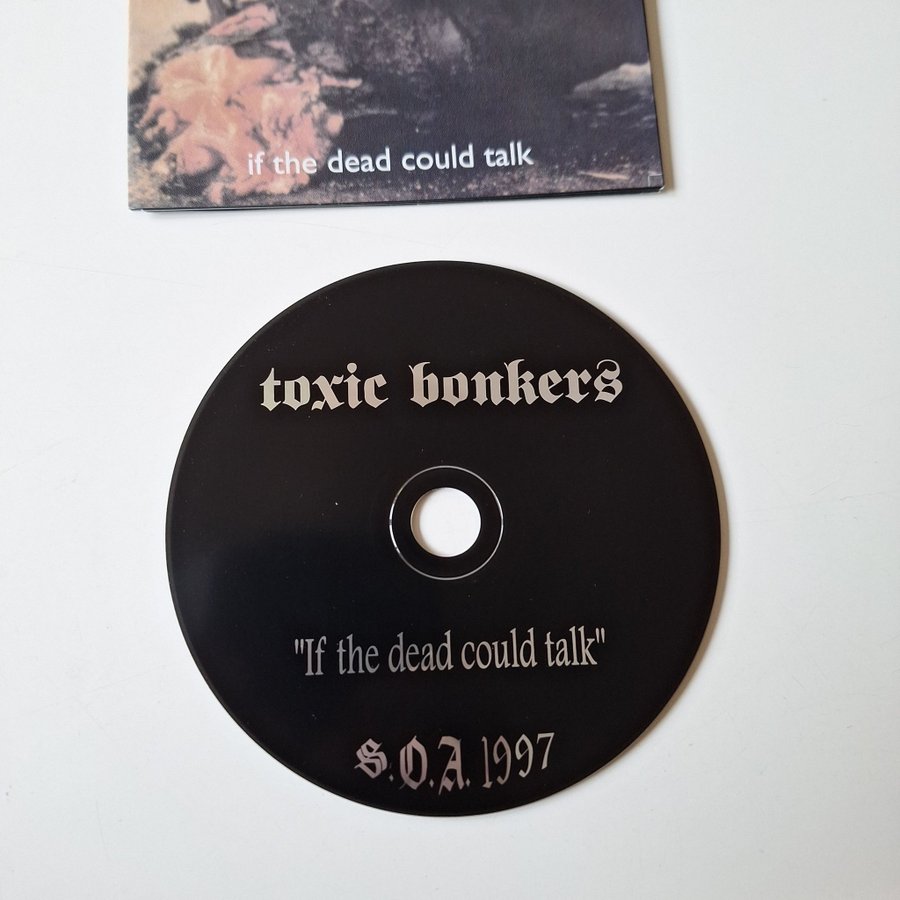 if the dead could talk
toxic bonkers
"If the dead could talk"
S.O.A. 1997